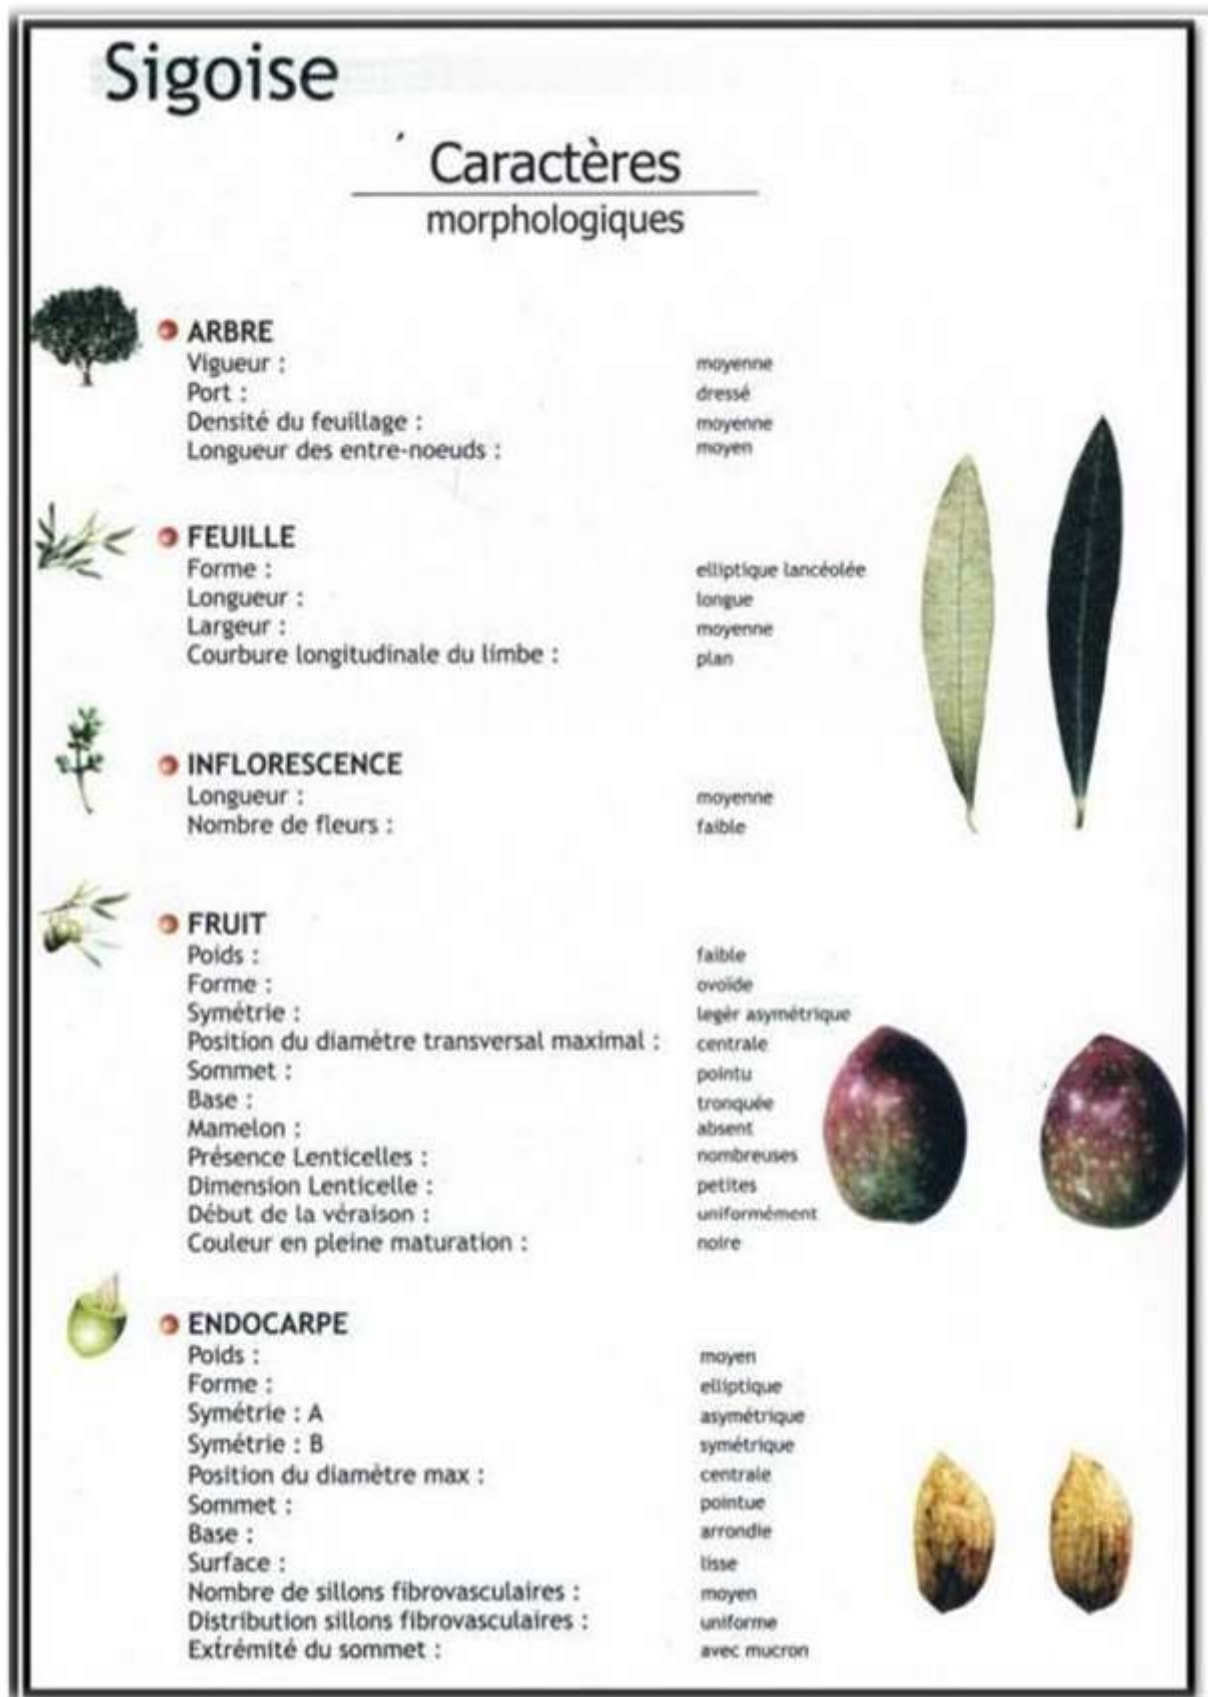 Sigoise
Caractères
morphologiques
ARBRE
Vigueur : moyenne
Port : dressé
Densité du feuillage : moyenne
Longueur des entre-noeuds : moyen
FEUILLE
Forme : elliptique lancéolée
Longueur : longue
Largeur : moyenne
Courbure longitudinale du limbe : plan
INFLORESCENCE
Longueur : moyenne
Nombre de fleurs : faible
FRUIT
Poids : faible
Forme : ovoïde
Symétrie : legèr asymétrique
Position du diamètre transversal maximal : centrale
Sommet : pointu
Base : tronquée
Mamelon : absent
Présence Lenticelles : nombreuses
Dimension Lenticelle : petites
Début de la véraison : uniformément
Couleur en pleine maturation : noire
ENDOCARPE
Poids : moyen
Forme : elliptique
Symétrie : A asymétrique
Symétrie : B symétrique
Position du diamètre max : centrale
Sommet : pointue
Base : arrondie
Surface : lisse
Nombre de sillons fibrovasculaires : moyen
Distribution sillons fibrovasculaires : uniforme
Extrémité du sommet : avec mucron